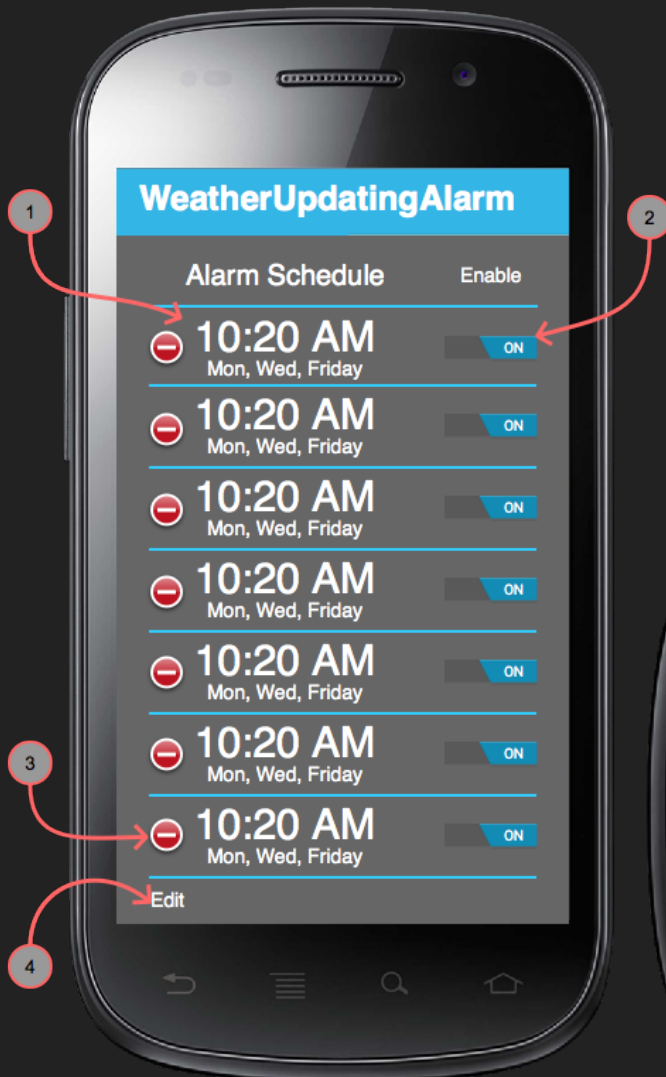 WeatherUpdatingAlarm
1
2
Alarm Schedule Enable
10:20 AM
ON
Mon, Wed, Friday
10:20 AM
ON
Mon, Wed, Friday
10:20 AM
ON
Mon, Wed, Friday
10:20 AM
ON
Mon, Wed, Friday
10:20 AM
ON
Mon, Wed, Friday
10:20 AM
ON
Mon, Wed, Friday
3
10:20 AM
ON
Mon, Wed, Friday
Edit
4